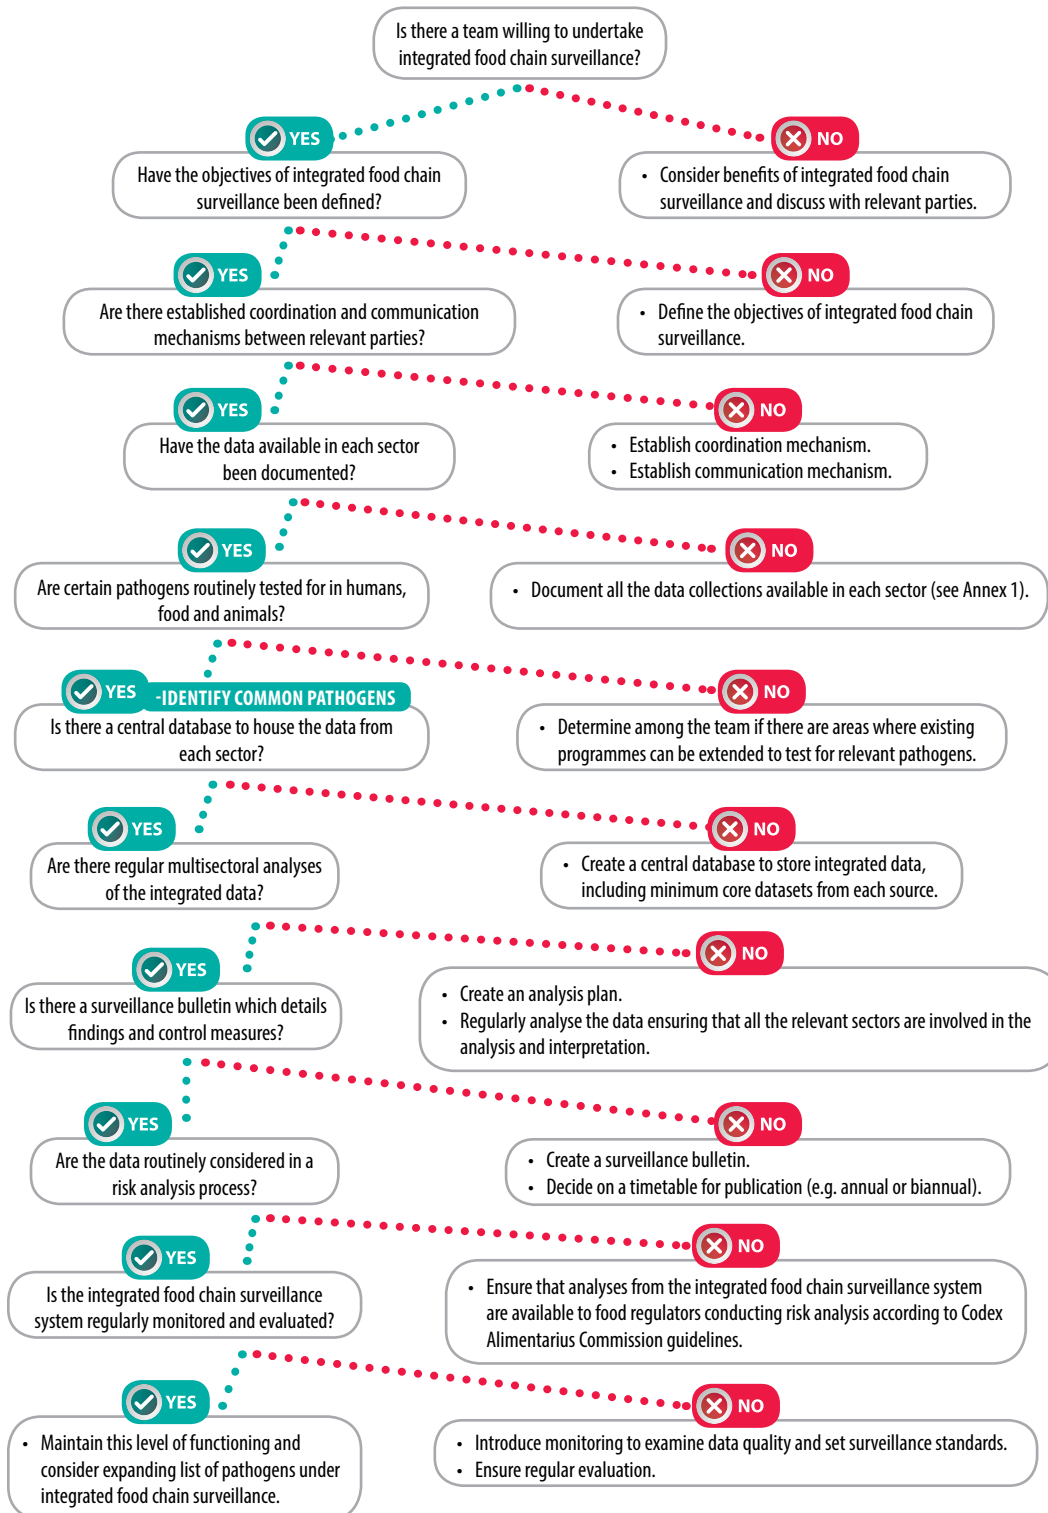 Is there a team willing to undertake
integrated food chain surveillance?
YES
NO
Have the objectives of integrated food chain
surveillance been defined?
• Consider benefits of integrated food chain
surveillance and discuss with relevant parties.
YES
NO
Are there established coordination and communication
mechanisms between relevant parties?
• Define the objectives of integrated food chain
surveillance.
YES
NO
Have the data available in each sector
been documented?
• Establish coordination mechanism.
• Establish communication mechanism.
YES
NO
Are certain pathogens routinely tested for in humans,
food and animals?
• Document all the data collections available in each sector (see Annex 1).
YES -IDENTIFY COMMON PATHOGENS
NO
Is there a central database to house the data from
each sector?
• Determine among the team if there are areas where existing
programmes can be extended to test for relevant pathogens.
YES
NO
Are there regular multisectoral analyses
of the integrated data?
• Create a central database to store integrated data,
including minimum core datasets from each source.
YES
NO
Is there a surveillance bulletin which details
findings and control measures?
• Create an analysis plan.
• Regularly analyse the data ensuring that all the relevant sectors are involved in the
analysis and interpretation.
YES
NO
Are the data routinely considered in a
risk analysis process?
• Create a surveillance bulletin.
• Decide on a timetable for publication (e.g. annual or biannual).
YES
NO
Is the integrated food chain surveillance
system regularly monitored and evaluated?
• Ensure that analyses from the integrated food chain surveillance system
are available to food regulators conducting risk analysis according to Codex
Alimentarius Commission guidelines.
YES
NO
• Maintain this level of functioning and
consider expanding list of pathogens under
integrated food chain surveillance.
• Introduce monitoring to examine data quality and set surveillance standards.
• Ensure regular evaluation.